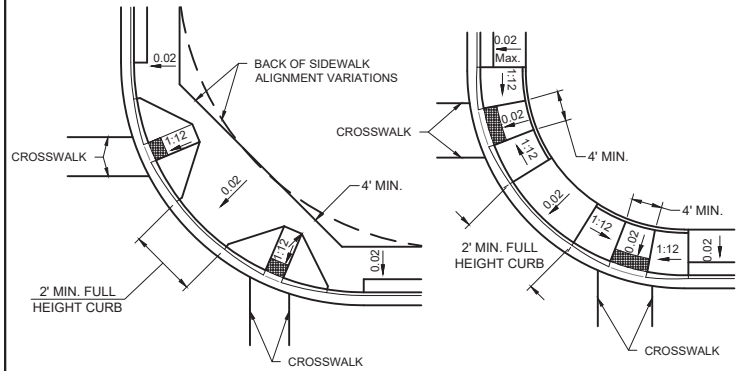 0.02
BACK OF SIDEWALK
ALIGNMENT VARIATIONS
CROSSWALK
1:12
0.02
4' MIN.
1:12
0.02
2' MIN. FULL
HEIGHT CURB
CROSSWALK
0.02
Max.
1:12
0.02
CROSSWALK
1:12
4' MIN.
0.02
4' MIN.
1:12
0.02
1:12
0.02
2' MIN. FULL
HEIGHT CURB
CROSSWALK